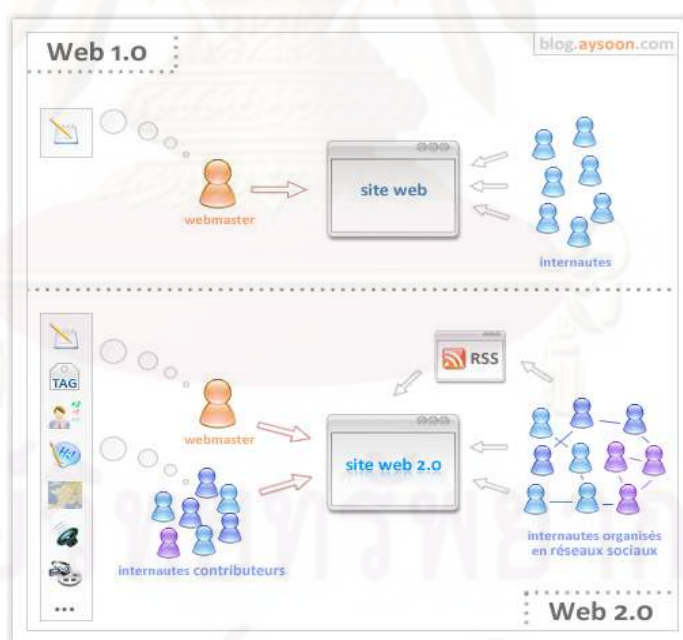 Web 1.0
blog.aysoon.com
site web
webmaster
internautes
RSS
TAG
webmaster
Hi!
site web 2.0
internautes contributeurs
internautes organisés
en réseaux sociaux
...
Web 2.0